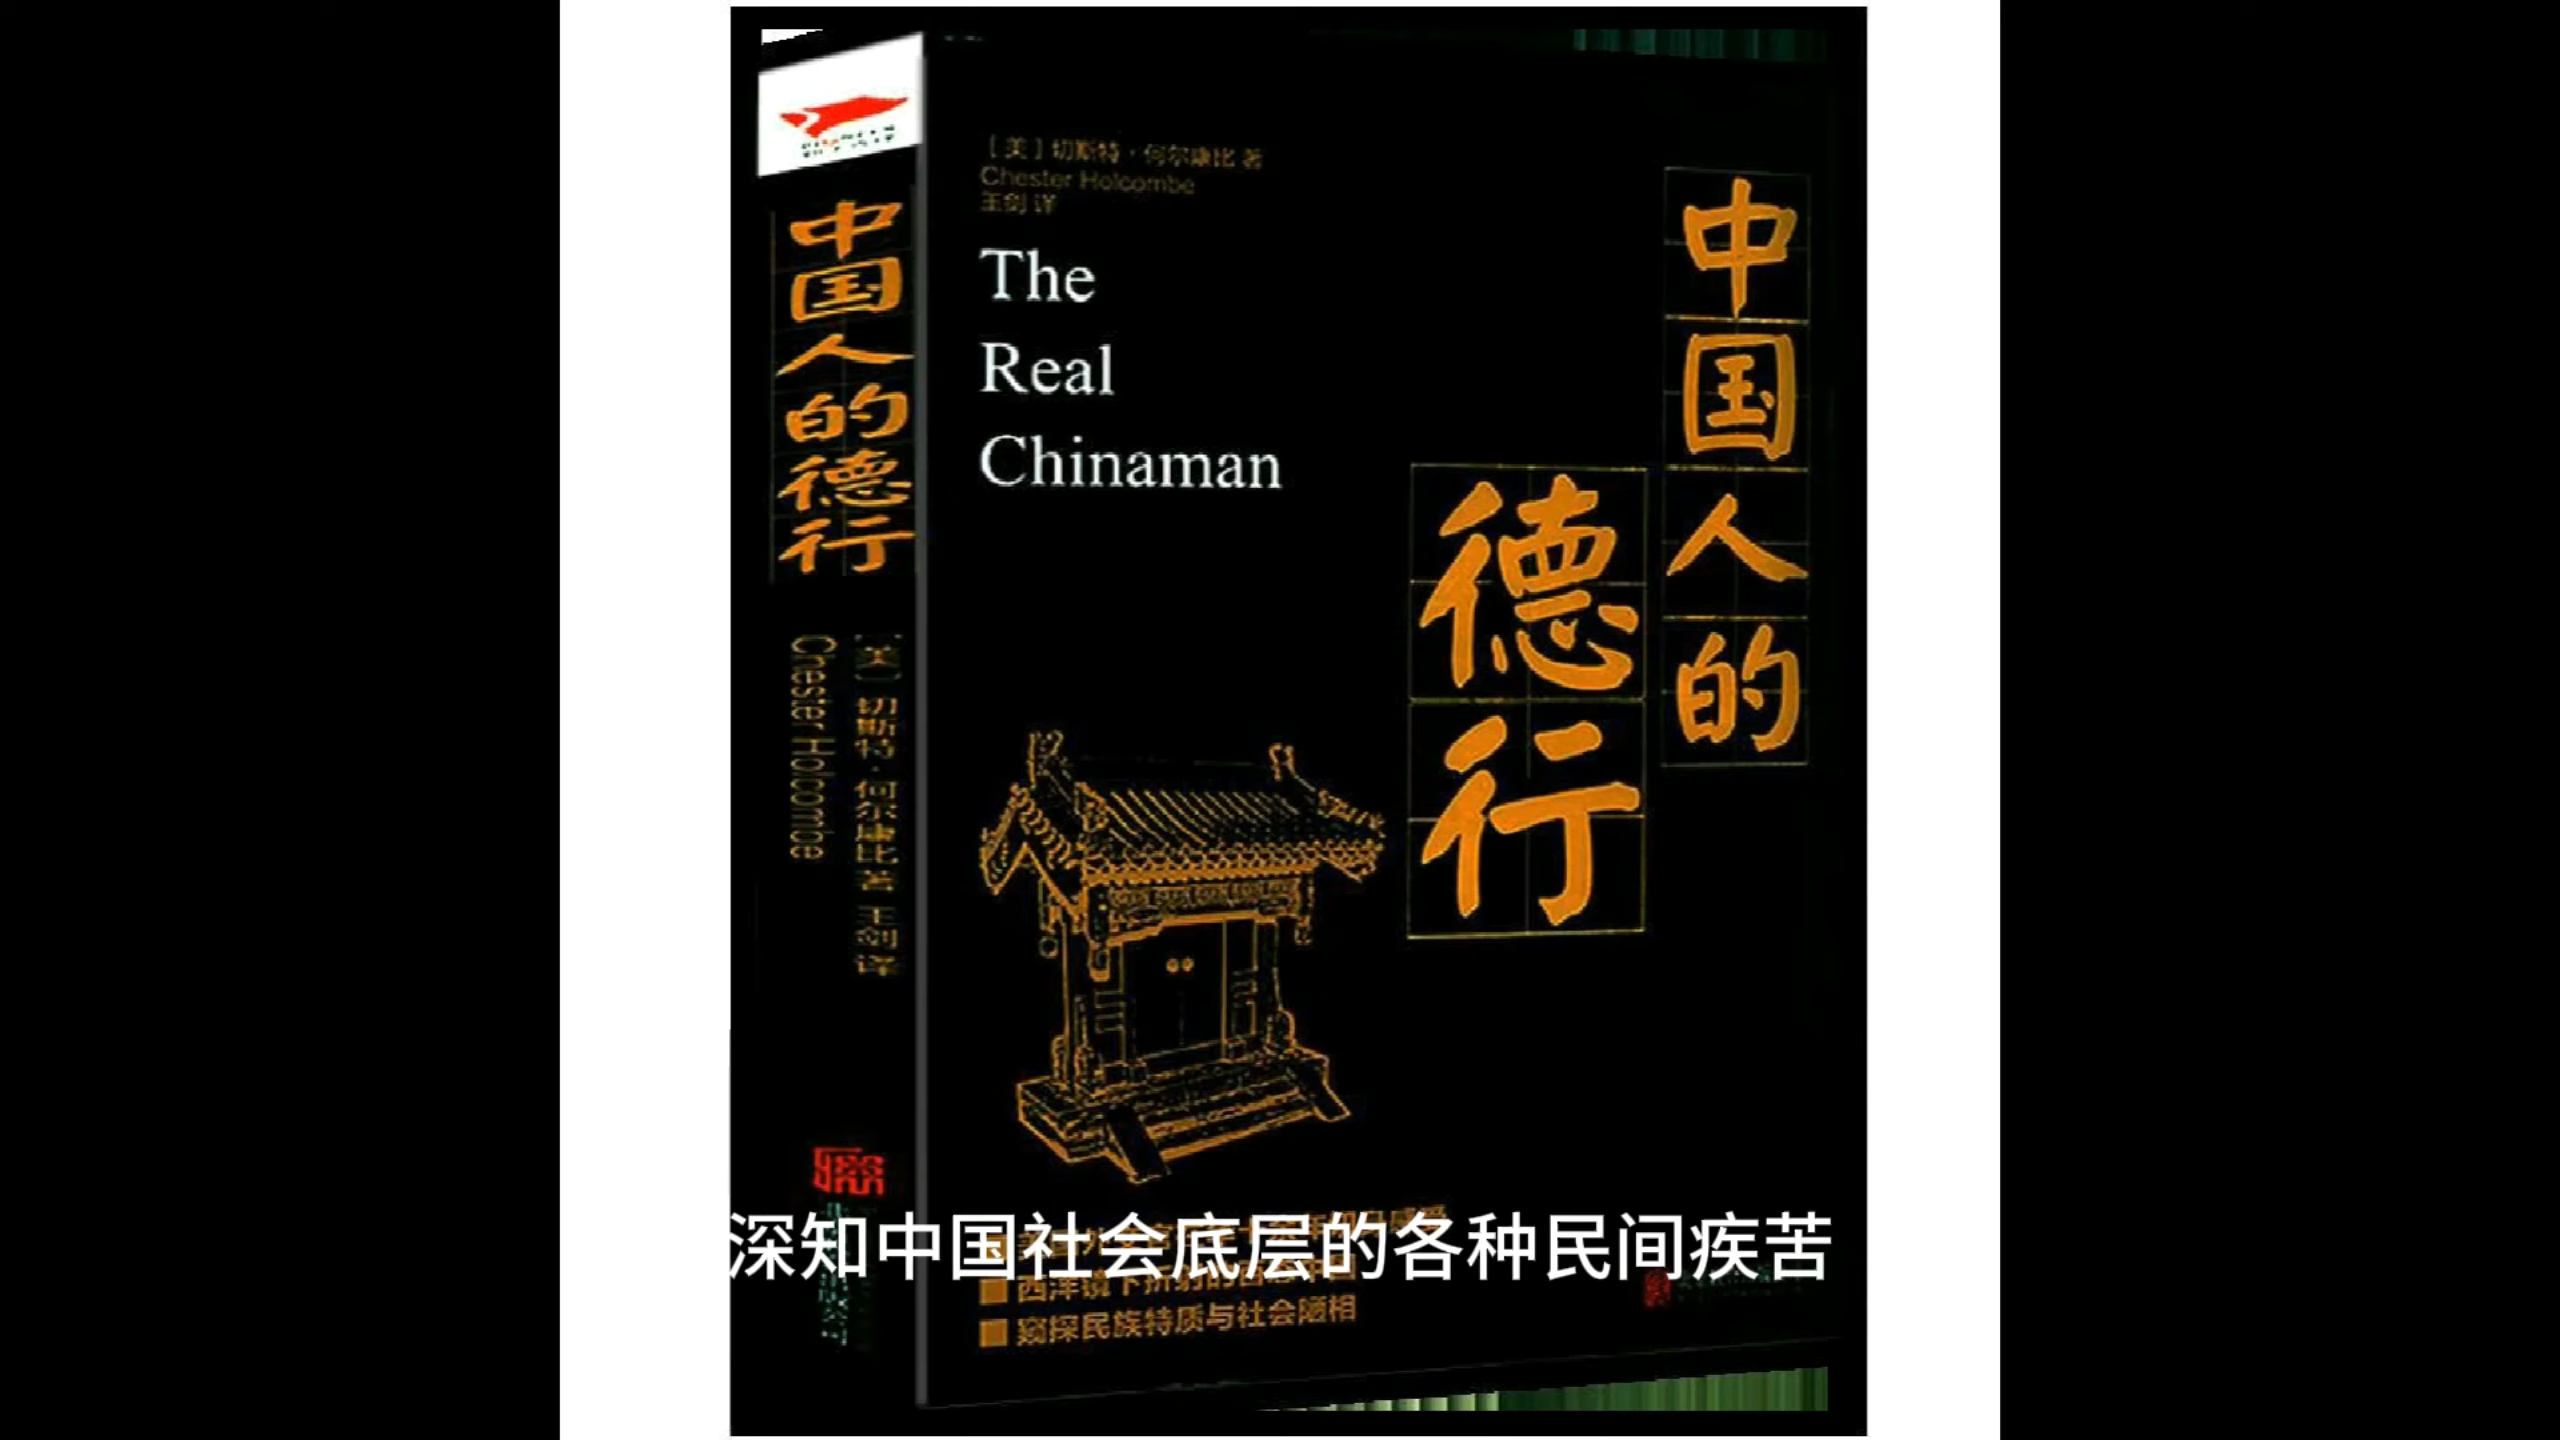 中国人的德行
[美] 切斯特·何尔康比 著 王剑 译
Chester Holcombe
[美] 切斯特·何尔康比 著
Chester Holcombe
王剑 译
The
Real
Chinaman
中国人的
德行
深知中国社会底层的各种民间疾苦
窥探民族特质与社会陋相